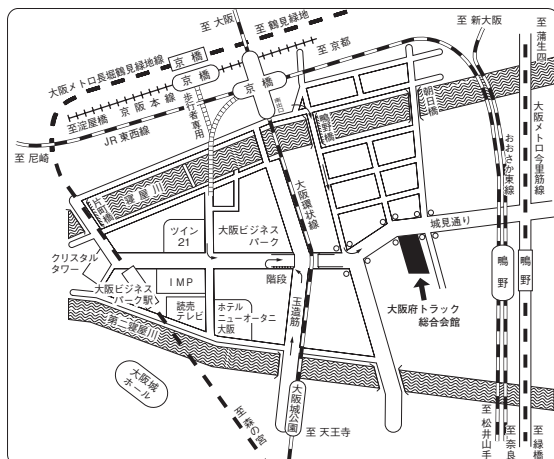 至 大阪
至 鶴見緑地
大阪メトロ長堀鶴見緑地線
京橋
至 京都
至 新大阪
至 蒲生四
京橋
京橋
京阪本線
至淀屋橋
歩行者専用
南出口
JR東西線
至 尼崎
鴫野橋
朝日橋
おおさか東線
大阪メトロ今里筋線
片町橋
寝屋川
大阪環状線
城見通り
ツイン
21
大阪ビジネス
パーク
クリスタル
タワー
大阪ビジネス
パーク駅
IMP
階段
読売
テレビ
ホテル
ニューオータニ
大阪
玉造筋
大阪府トラック
総合会館
鴫野
鴫野
第二寝屋川
大阪城
ホール
大阪城公園
至 森の宮
至 天王寺
至 松井山手
至 奈良
至 緑橋